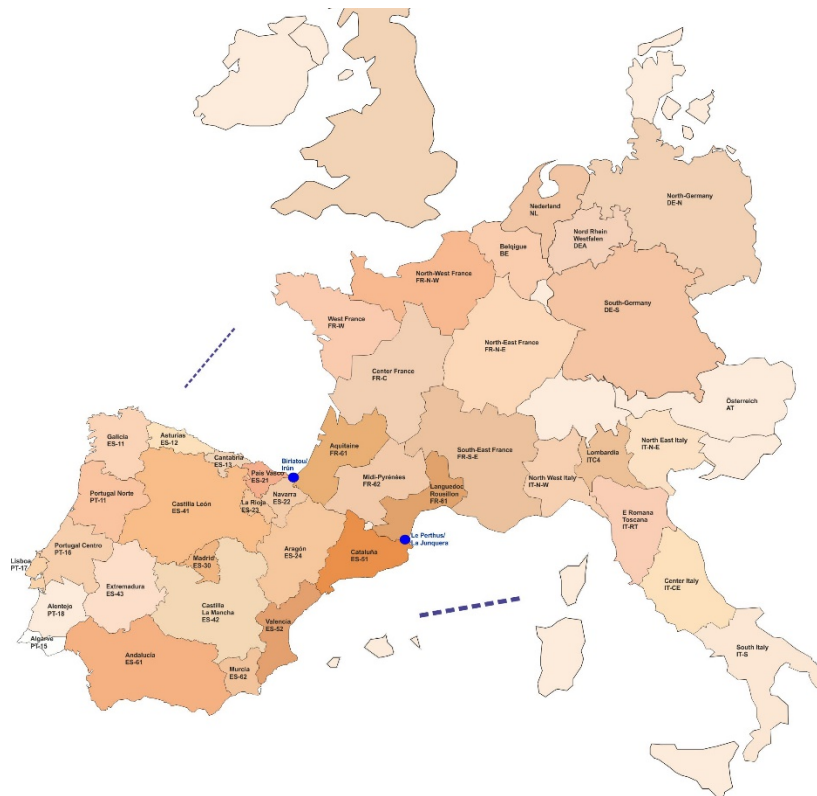 North-Germany
DE-N
Nederland
NL
Nord Rhein
Westfalen
DEA
Belqigue
BE
North-West France
FR-N-W
South-Germany
DE-S
West France
FR-W
North-East France
FR-N-E
Center France
FR-C
Österreich
AT
Galicia
ES-11
Asturias
ES-12
Cantabria
ES-13
Biriatou/
Irún
País Vasco
ES-21
Aquitaine
FR-61
South-East France
FR-S-E
Lombardia
ITC4
North East Italy
IT-N-E
Navarra
ES-22
Midi-Pyrénées
FR-62
Languedoc
Rousillon
FR-81
North West Italy
IT-N-W
Portugal Norte
PT-11
Castilla León
ES-41
La Rioja
ES-23
E Romana
Toscana
IT-RT
Le Perthus/
La Junquera
Portugal Centro
PT-16
Lisboa
PT-17
Madrid
ES-30
Aragón
ES-24
Cataluña
ES-51
Extremadura
ES-43
Castilla
La Mancha
ES-42
Center Italy
IT-CE
Alentojo
PT-18
Valencia
ES-52
Algarve
PT-15
Andalucía
ES-61
Murcia
ES-62
South Italy
IT-S